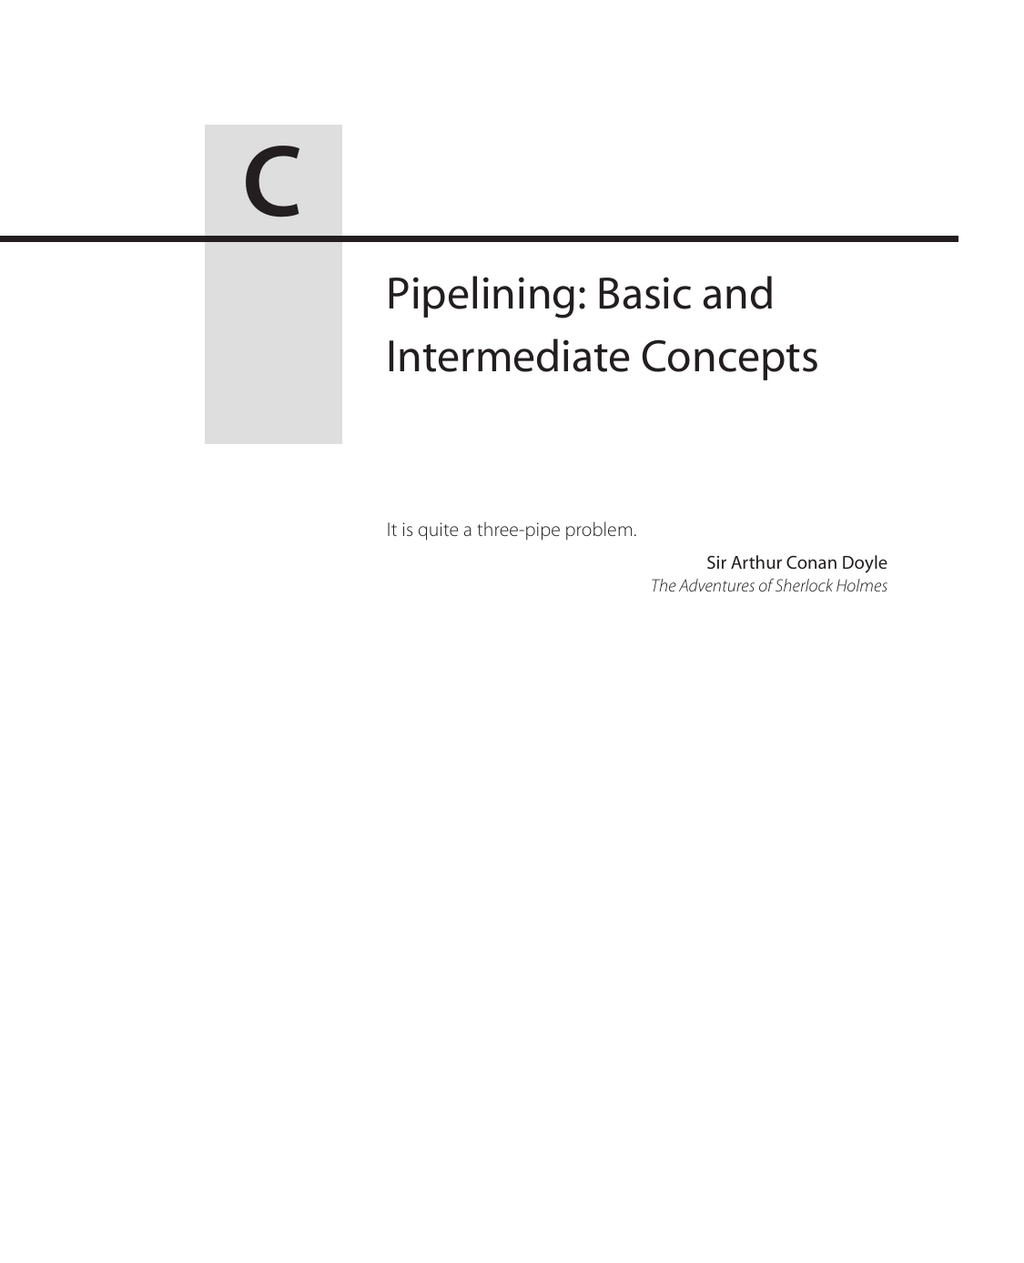 C
Pipelining: Basic and
Intermediate Concepts
It is quite a three-pipe problem.
Sir Arthur Conan Doyle
The Adventures of Sherlock Holmes